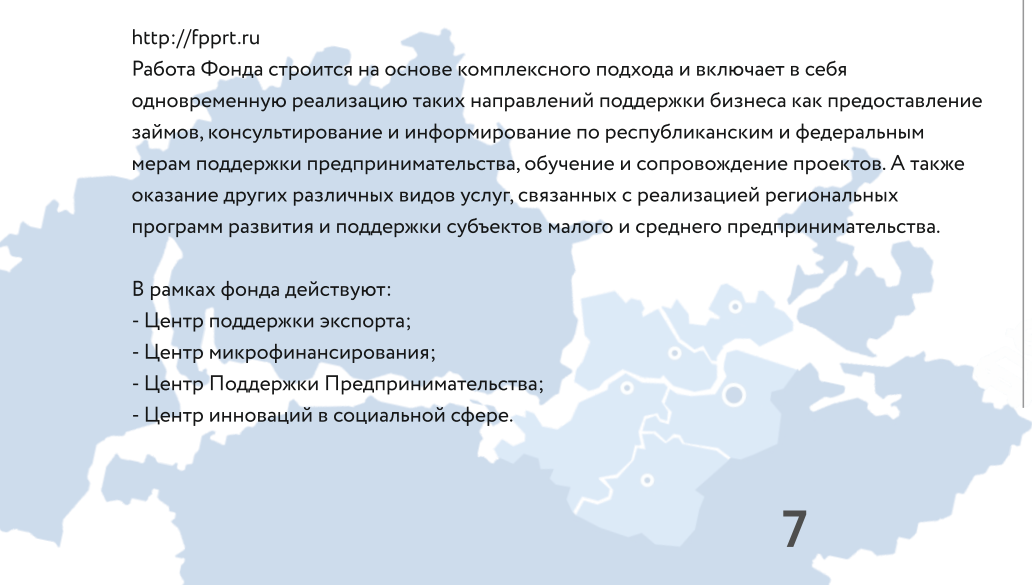 http://fpprt.ru
Работа Фонда строится на основе комплексного подхода и включает в себя
одновременную реализацию таких направлений поддержки бизнеса как предоставление
займов, консультирование и информирование по республиканским и федеральным
мерам поддержки предпринимательства, обучение и сопровождение проектов. А также
оказание других различных видов услуг, связанных с реализацией региональных
программ развития и поддержки субъектов малого и среднего предпринимательства.
В рамках фонда действуют:
- Центр поддержки экспорта;
- Центр микрофинансирования;
- Центр Поддержки Предпринимательства;
- Центр инноваций в социальной сфере.
7